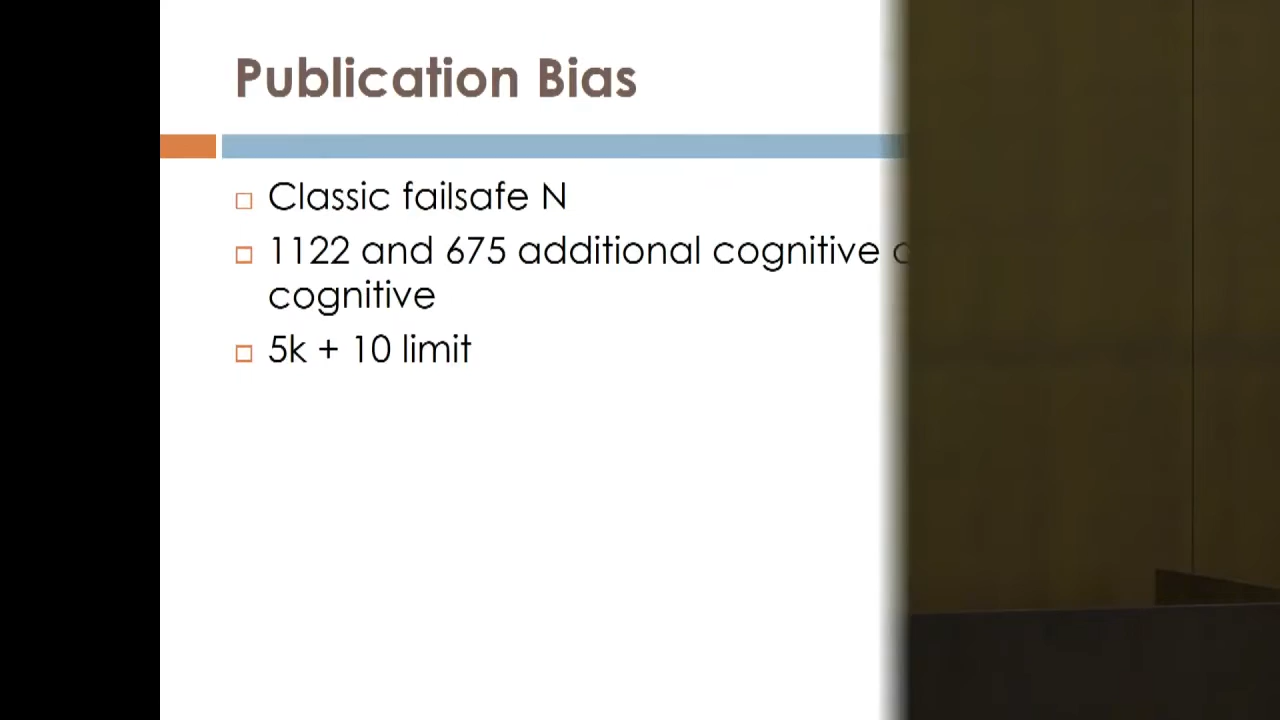 Publication Bias
Classic failsafe N
1122 and 675 additional cognitive
cognitive
5k + 10 limit